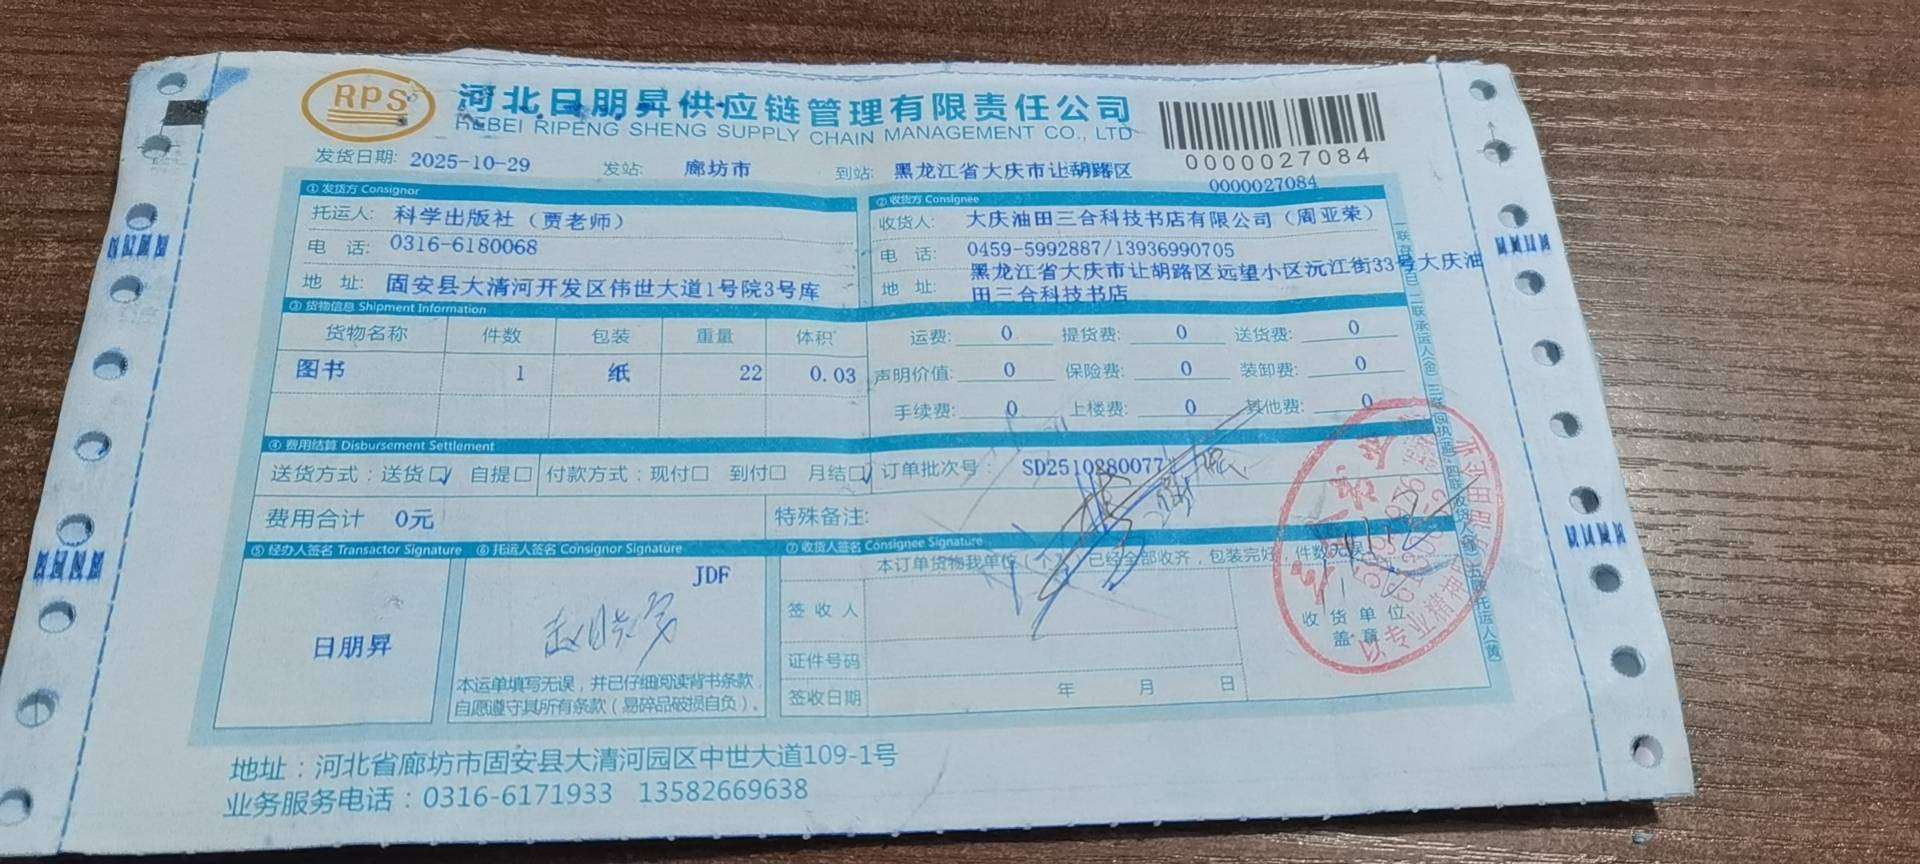 RPS
河北日朋昇供应链管理有限责任公司
HEBEI RIPENG SHENG SUPPLY CHAIN MANAGEMENT CO., LTD
0000027084
发货日期: 2025-10-29 发站: 廊坊市 到站: 黑龙江省大庆市让胡路区 0000027084
① 发货方 Consignor
托运人: 科学出版社（贾老师）
电 话: 0316-6180068
地 址: 固安县大清河开发区伟世大道1号院3号库
② 收货方 Consignee
收货人: 大庆油田三合科技书店有限公司（周亚荣）
电 话: 0459-5992887/13936990705
地 址: 黑龙江省大庆市让胡路区远望小区沅江街33号大庆油
田三合科技书店
③ 货物信息 Shipment Information
货物名称 件数 包装 重量 体积
图书 1 纸 22 0.03
运费: 0 提货费: 0 送货费: 0
声明价值: 0 保险费: 0 装卸费: 0
手续费: 0 上楼费: 0 其他费: 0
④ 费用结算 Disbursement Settlement
送货方式：送货☐✓ 自提☐ 付款方式：现付☐ 到付☐ 月结☐✓ 订单批次号：
费用合计 0元 特殊备注:
⑤ 经办人签名 Transactor Signature
日朋昇
⑥ 托运人签名 Consignor Signature
JDF
本运单填写无误，并已仔细阅读背书条款，
自愿遵守其所有条款（易碎品破损自负）。
⑦ 收货人签名 Consignee Signature
本订单货物我单位（个）已经全部收齐，包装完好，件数无误
签 收 人
证件号码
签收日期 年 月 日
收 货 单 位
盖 章
地址：河北省廊坊市固安县大清河园区中世大道109-1号
业务服务电话：0316-6171933 13582669638